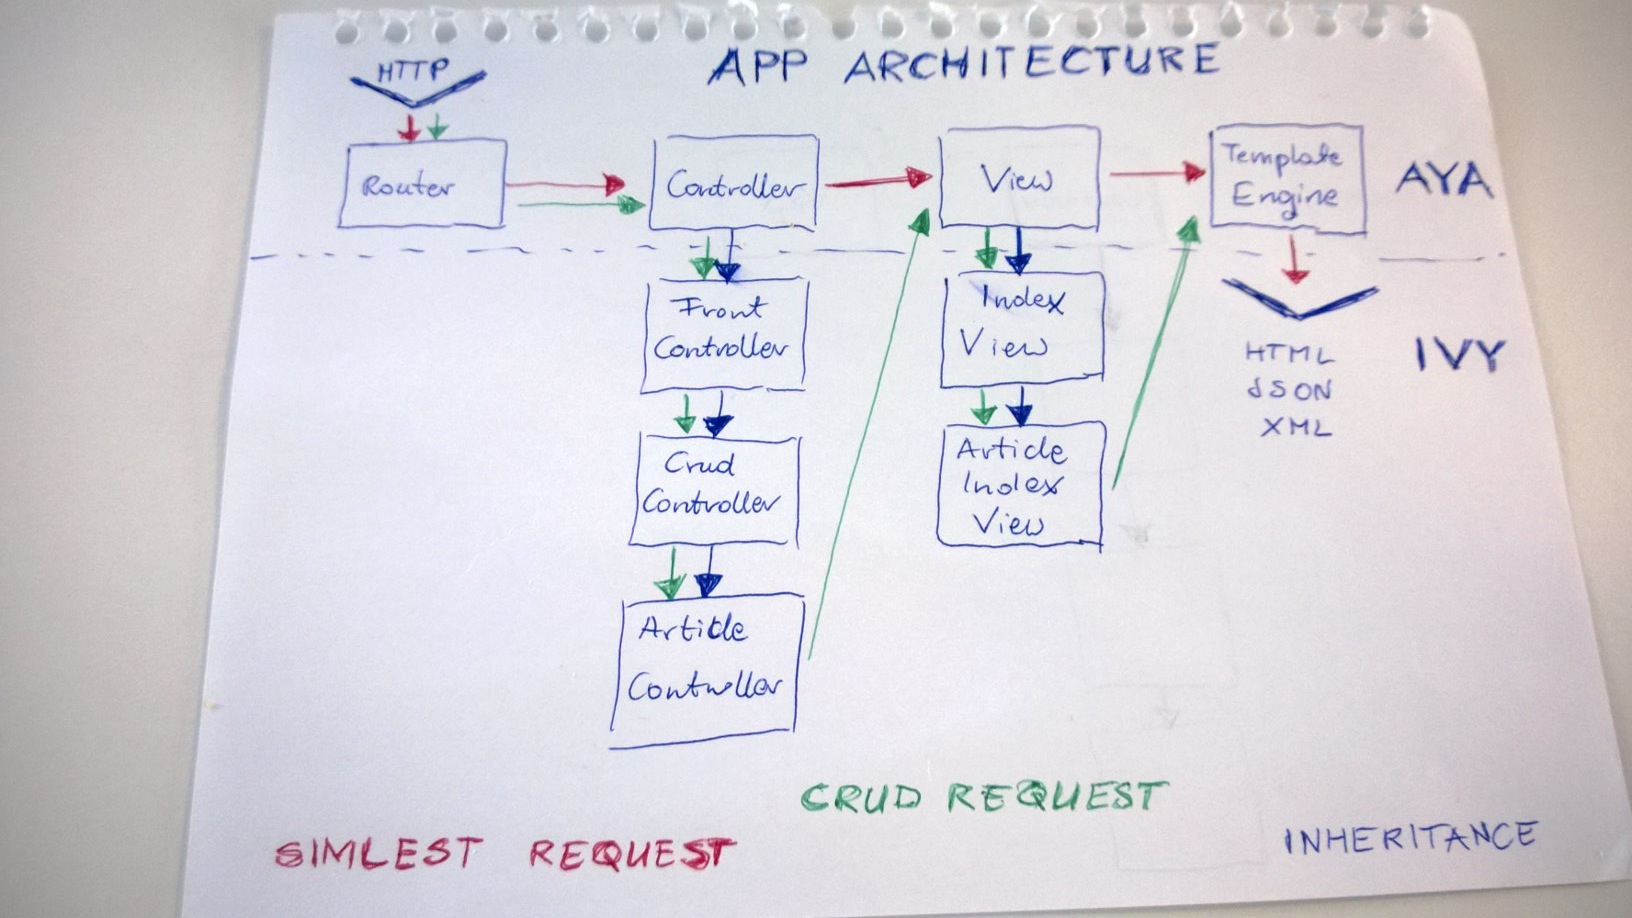 HTTP
APP ARCHITECTURE
Router
Controller
View
Template
Engine
AYA
Front
Controller
Index
View
HTML
JSON
XML
IVY
Crud
Controller
Article
Index
View
Article
Controller
CRUD REQUEST
SIMLEST REQUEST
INHERITANCE